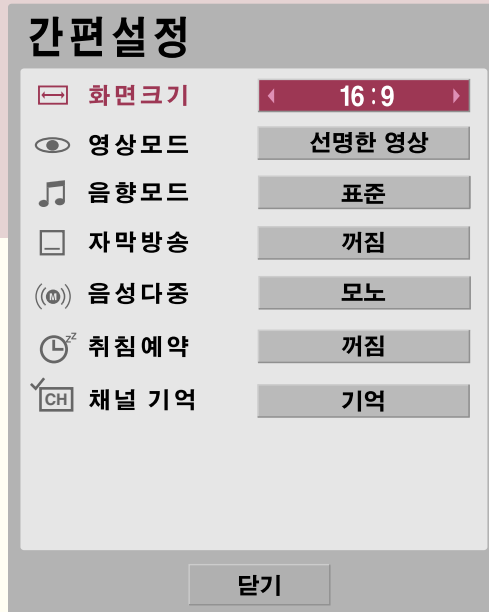 간편설정
화면크기 16:9
영상모드 선명한 영상
음향모드 표준
자막방송 꺼짐
(M) 음성다중 모노
zz 취침예약 꺼짐
CH 채널 기억 기억
닫기